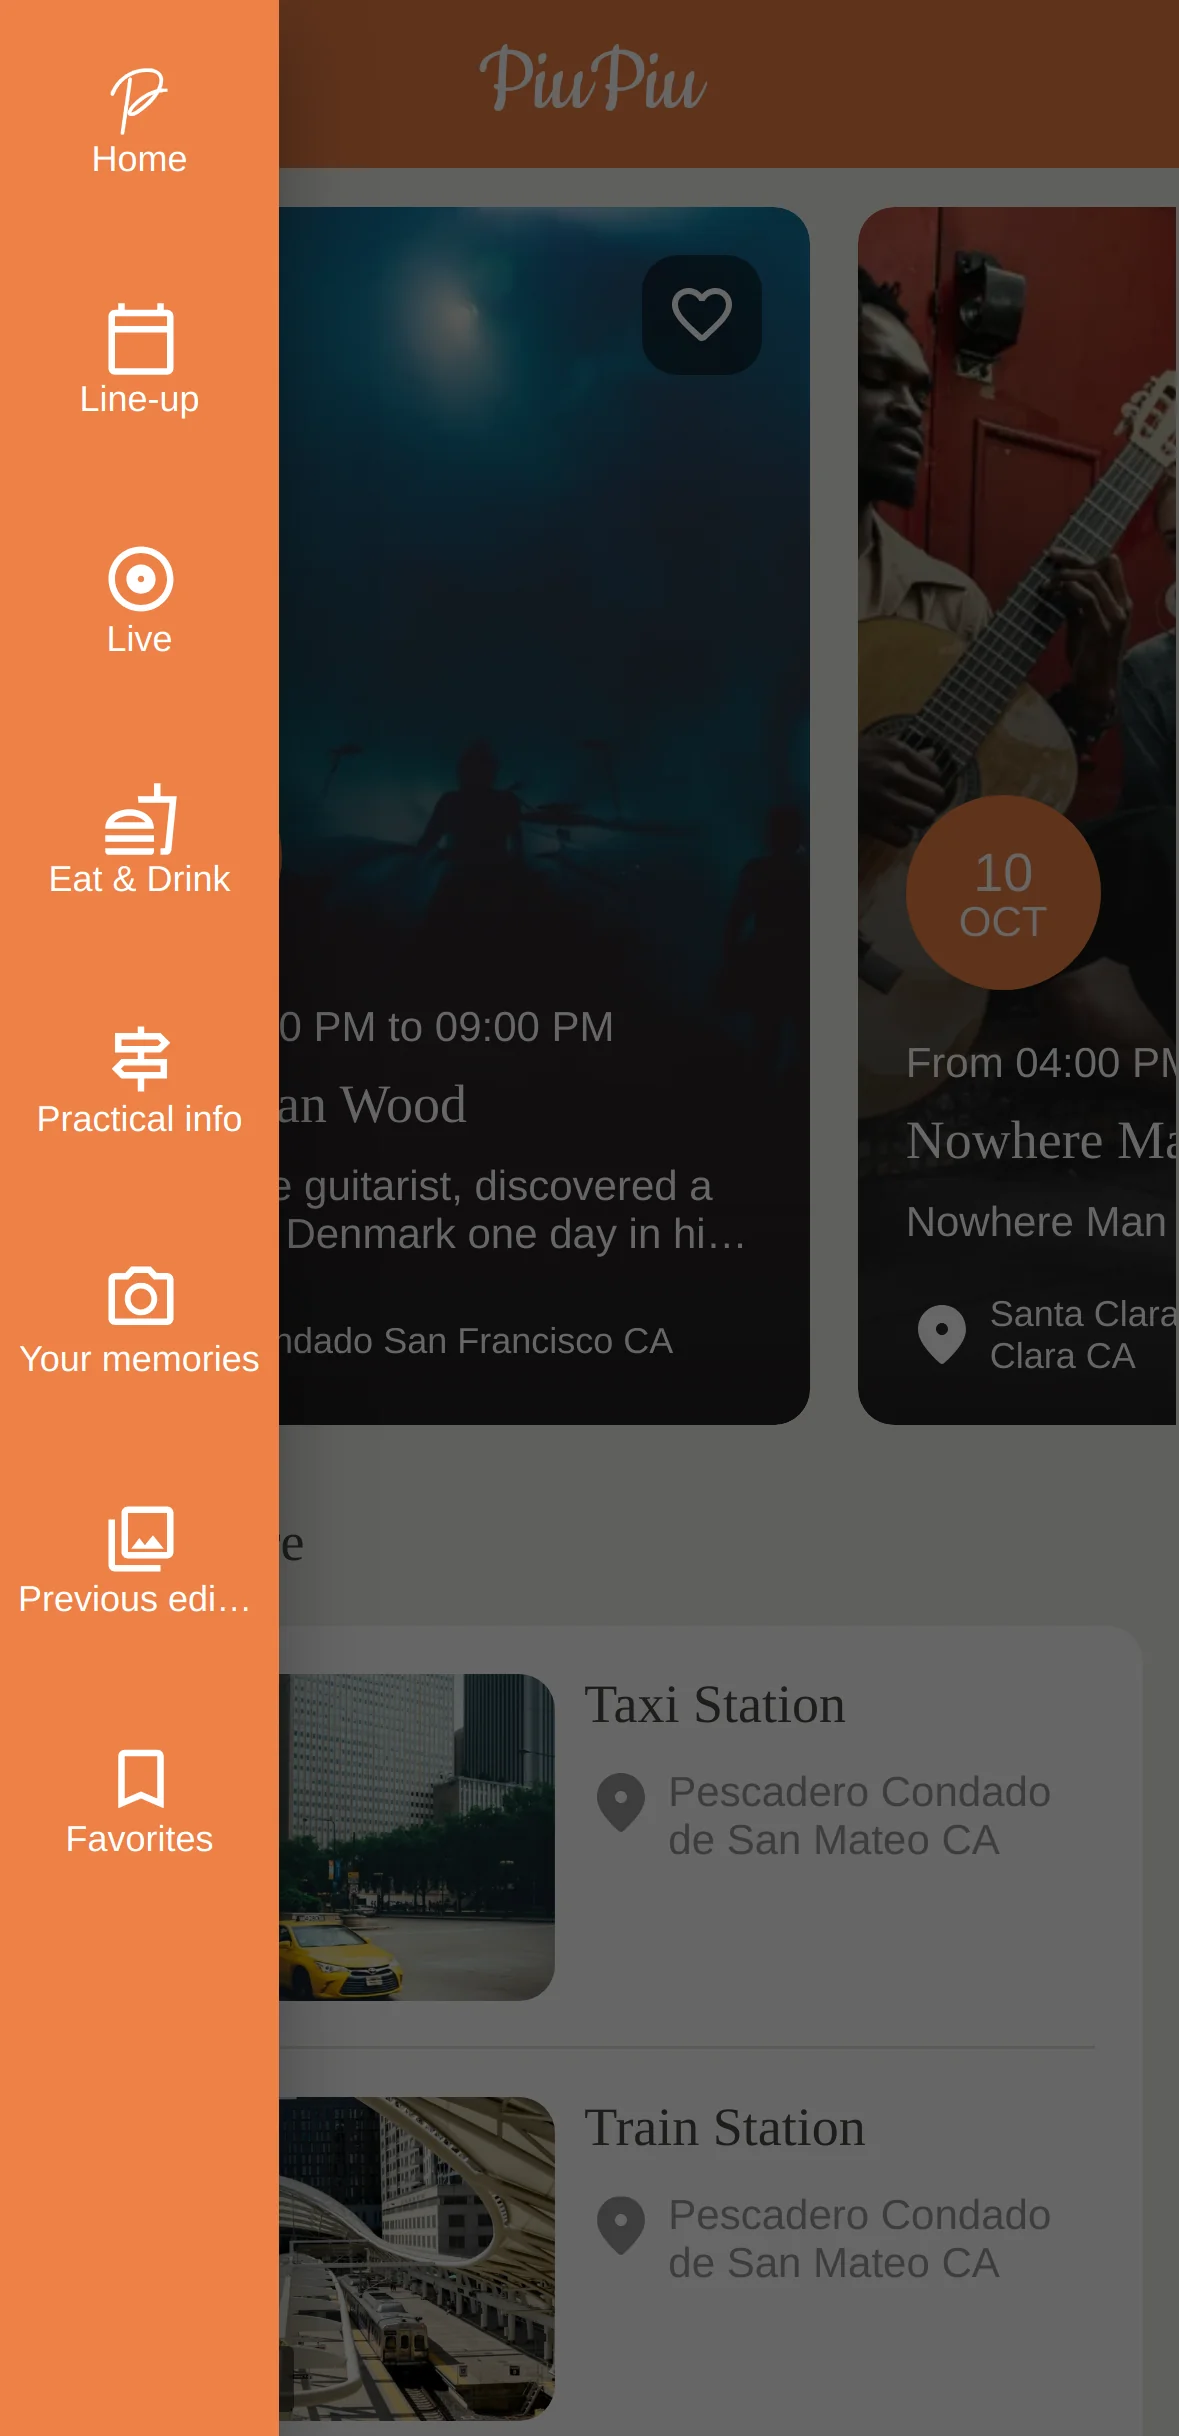 Home
Line-up
Live
Eat & Drink
Practical info
Your memories
Previous edi...
Favorites
PiuPiu
0 PM to 09:00 PM
an Wood
e guitarist, discovered a
Denmark one day in hi...
ndado San Francisco CA
10
OCT
From 04:00 PM
Nowhere Ma
Nowhere Man
Santa Clara
Clara CA
re
Taxi Station
Pescadero Condado
de San Mateo CA
Train Station
Pescadero Condado
de San Mateo CA